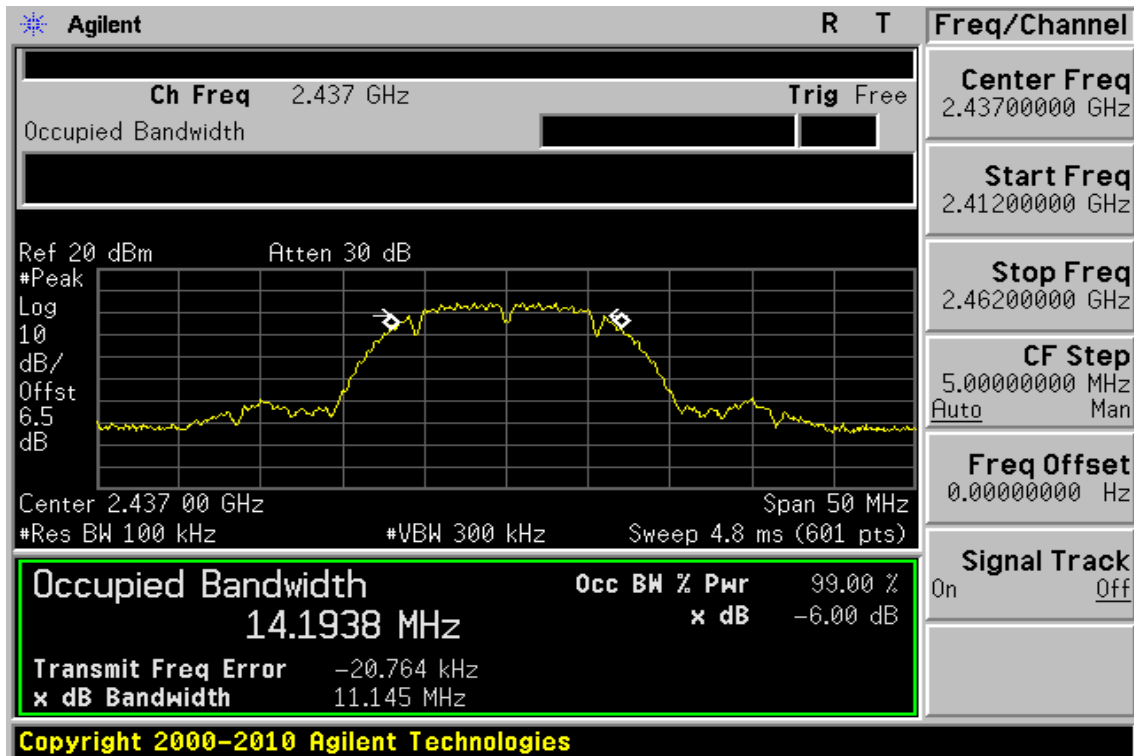 Agilent
R T
Freq/Channel
Ch Freq 2.437 GHz
Trig Free
Occupied Bandwidth
Center Freq
2.43700000 GHz
Start Freq
2.41200000 GHz
Stop Freq
2.46200000 GHz
CF Step
5.00000000 MHz
Auto Man
Freq Offset
0.00000000 Hz
Signal Track
On Off
Ref 20 dBm
Atten 30 dB
#Peak
Log
10
dB/
Offst
6.5
dB
Center 2.437 00 GHz
Span 50 MHz
#Res BW 100 kHz
#VBW 300 kHz
Sweep 4.8 ms (601 pts)
Occupied Bandwidth
14.1938 MHz
Occ BW % Pwr 99.00 %
x dB -6.00 dB
Transmit Freq Error -20.764 kHz
x dB Bandwidth 11.145 MHz
Copyright 2000-2010 Agilent Technologies